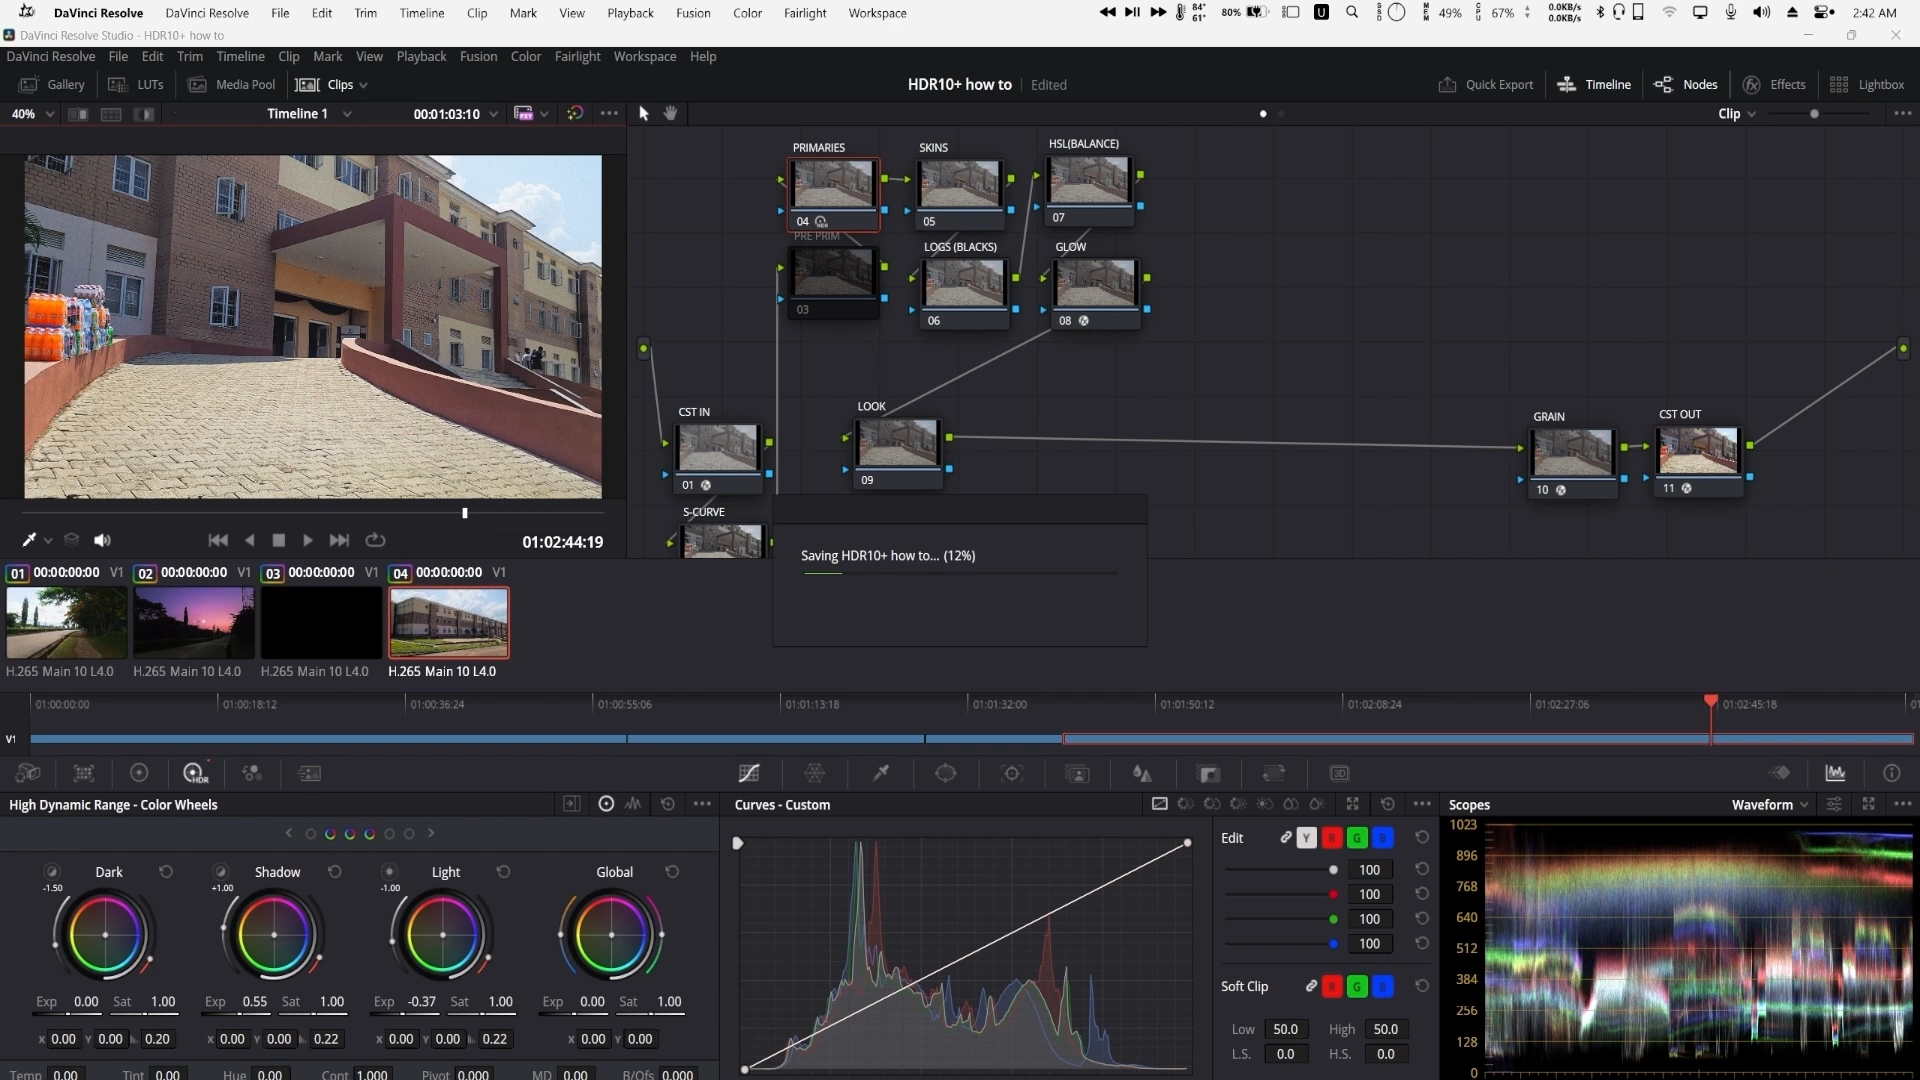 DaVinci Resolve DaVinci Resolve File Edit Trim Timeline Clip Mark View Playback Fusion Color Fairlight Workspace
84° 61° 80% U SSD MEM 49% CPU 67% 0.0KB/s 0.0KB/s 2:42 AM
DaVinci Resolve Studio - HDR10+ how to
DaVinci Resolve File Edit Trim Timeline Clip Mark View Playback Fusion Color Fairlight Workspace Help
Gallery LUTs Media Pool Clips HDR10+ how to Edited Quick Export Timeline Nodes Effects Lightbox
40% Timeline 1 00:01:03:10 Clip
PRIMARIES SKINS HSL(BALANCE)
04 HDR 05 07
PRE PRIM LOGS (BLACKS) GLOW
03 06 08
CST IN LOOK GRAIN CST OUT
01 09 10 11
S-CURVE
01:02:44:19
Saving HDR10+ how to... (12%)
01 00:00:00:00 V1 02 00:00:00:00 V1 03 00:00:00:00 V1 04 00:00:00:00 V1
H.265 Main 10 L4.0 H.265 Main 10 L4.0 H.265 Main 10 L4.0 H.265 Main 10 L4.0
01:00:00:00 01:00:18:12 01:00:36:24 01:00:55:06 01:01:13:18 01:01:32:00 01:01:50:12 01:02:08:24 01:02:27:06 01:02:45:18
V1
HDR 3D
High Dynamic Range - Color Wheels
Dark Shadow Light Global
-1.50 +1.00 -1.00
Exp 0.00 Sat 1.00 Exp 0.55 Sat 1.00 Exp -0.37 Sat 1.00 Exp 0.00 Sat 1.00
X 0.00 Y 0.00 0.20 X 0.00 Y 0.00 0.22 X 0.00 Y 0.00 0.22 X 0.00 Y 0.00
Temp 0.00 Tint 0.00 Hue 0.00 Cont 1.000 Pivot 0.000 MD 0.00 B/Ofs 0.000
Curves - Custom
Edit Y R G B
100
100
100
100
Soft Clip R G B
Low 50.0 High 50.0
L.S. 0.0 H.S. 0.0
Scopes Waveform
1023
896
768
640
512
384
256
128
0